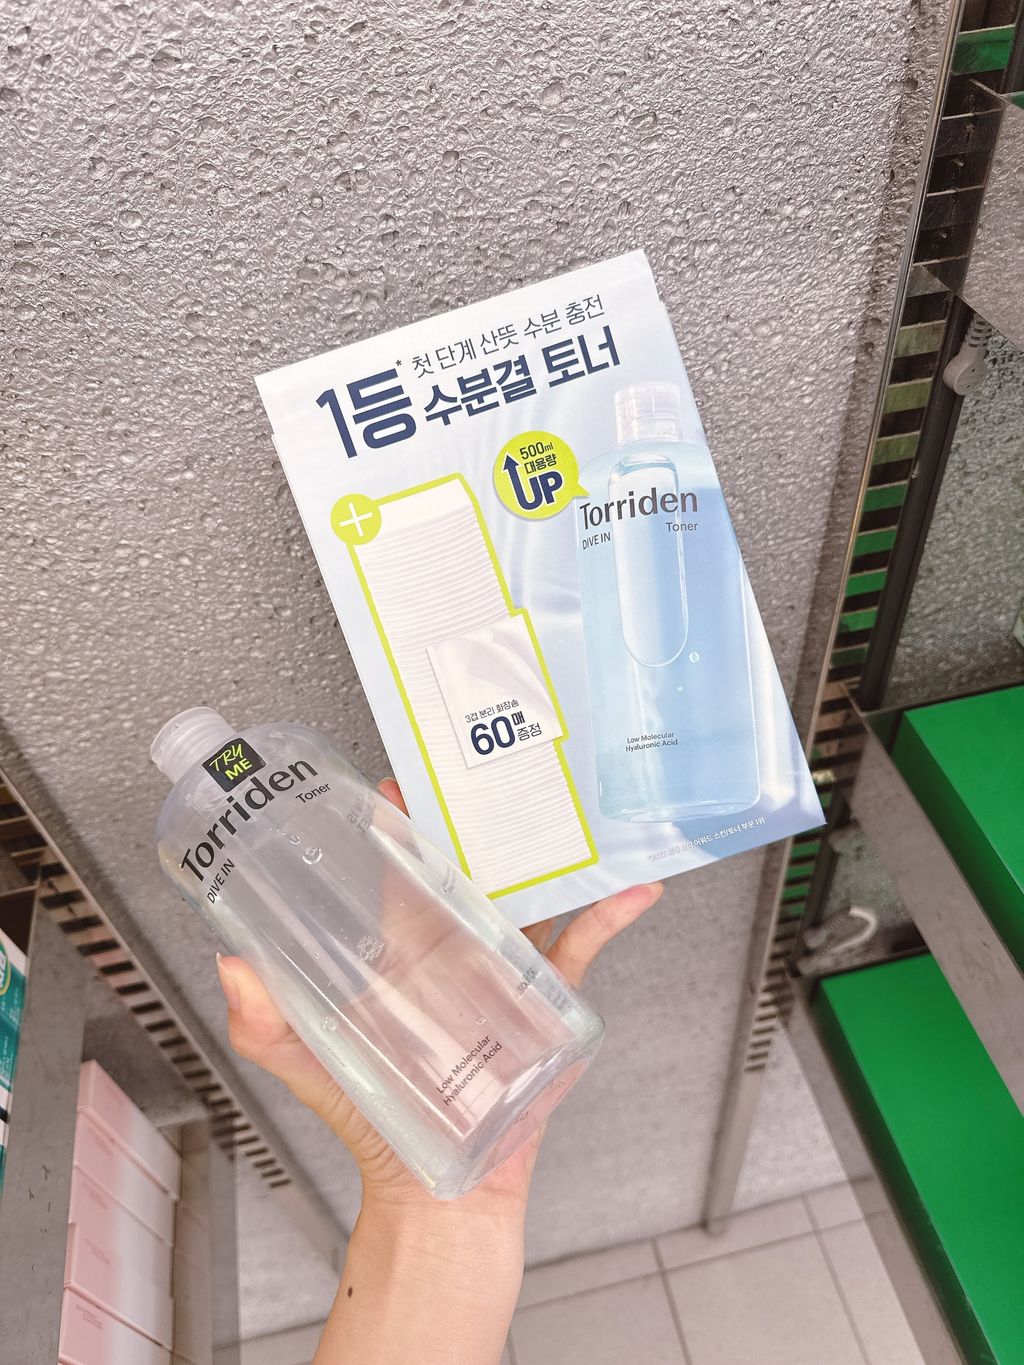 첫 단계 산뜻 수분 충전
1등* 수분결 토너
500ml
대용량
UP
Torriden
DIVE IN
Toner
3겹 분리 화장솜
60매
증정
Low Molecular
Hyaluronic Acid
TRY
ME
Torriden
DIVE IN
Toner
Low Molecular
Hyaluronic Acid